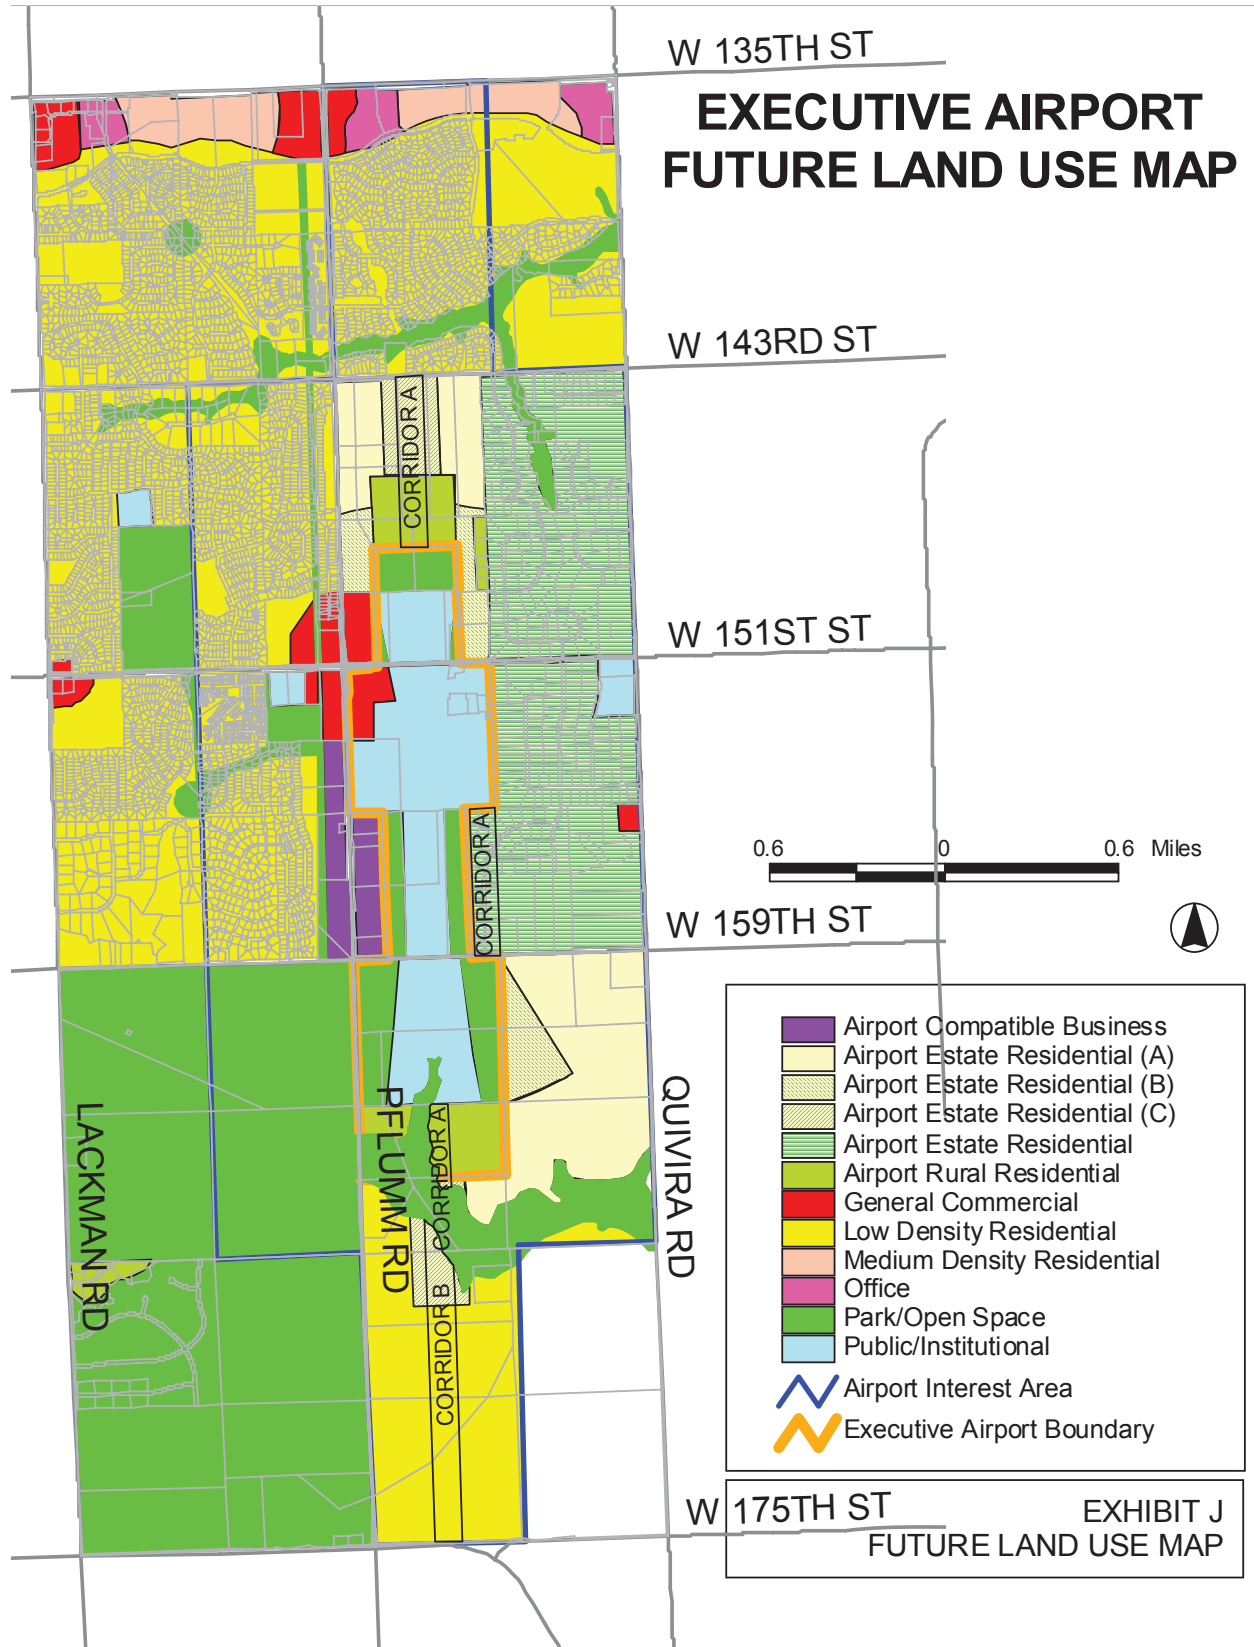 W 135TH ST
EXECUTIVE AIRPORT
FUTURE LAND USE MAP
W 143RD ST
CORRIDOR A
W 151ST ST
CORRIDOR A
0.6 0 0.6 Miles
W 159TH ST
Airport Compatible Business
Airport Estate Residential (A)
Airport Estate Residential (B)
Airport Estate Residential (C)
Airport Estate Residential
Airport Rural Residential
General Commercial
Low Density Residential
Medium Density Residential
Office
Park/Open Space
Public/Institutional
Airport Interest Area
Executive Airport Boundary
LACKMAN RD
PFLUMM RD
CORRIDOR A
QUIVIRA RD
CORRIDOR B
W 175TH ST
EXHIBIT J
FUTURE LAND USE MAP